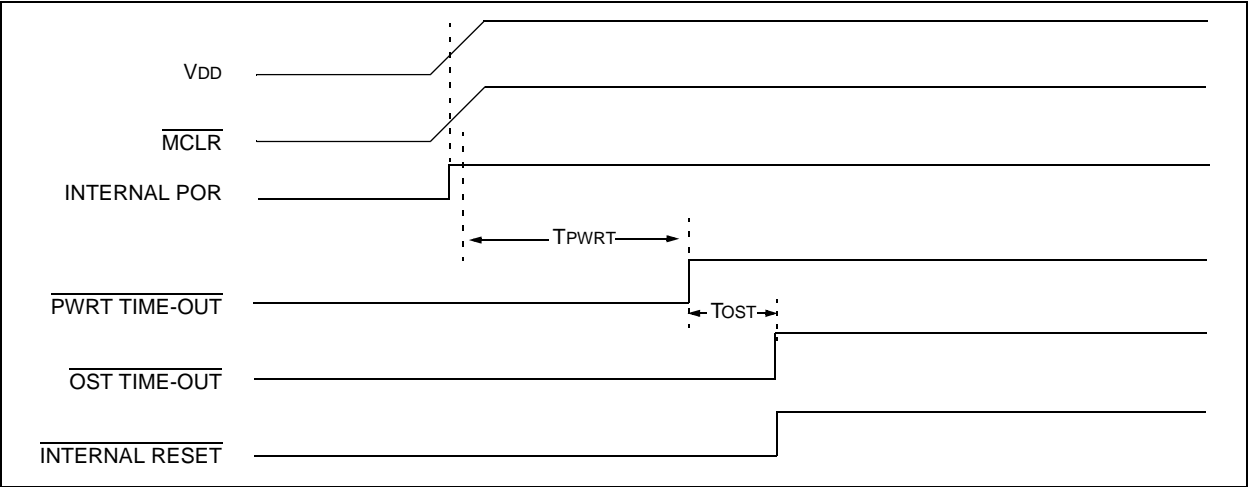 VDD
MCLR
INTERNAL POR
TPWRT
PWRT TIME-OUT
TOST
OST TIME-OUT
INTERNAL RESET